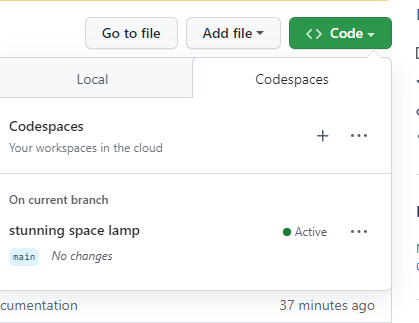 Go to file
Add file
<> Code
Local
Codespaces
Codespaces
Your workspaces in the cloud
On current branch
stunning space lamp
Active
main
No changes
cumentation
37 minutes ago